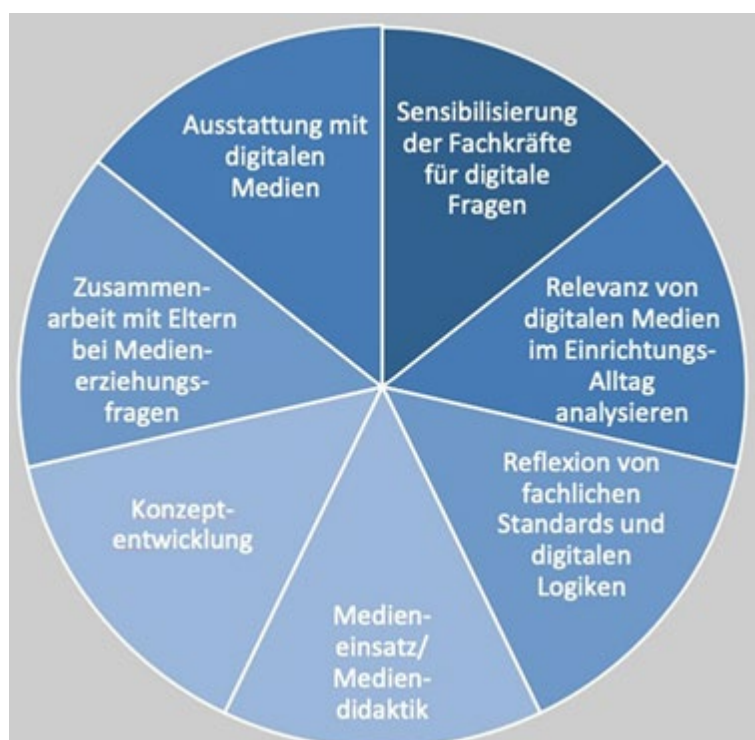 Sensibilisierung
der Fachkräfte
für digitale
Fragen
Relevanz von
digitalen Medien
im Einrichtungs-
Alltag
analysieren
Reflexion von
fachlichen
Standards und
digitalen
Logiken
Medien-
einsatz/
Medien-
didaktik
Konzept-
entwicklung
Zusammen-
arbeit mit Eltern
bei Medien-
erziehungs-
fragen
Ausstattung mit
digitalen
Medien